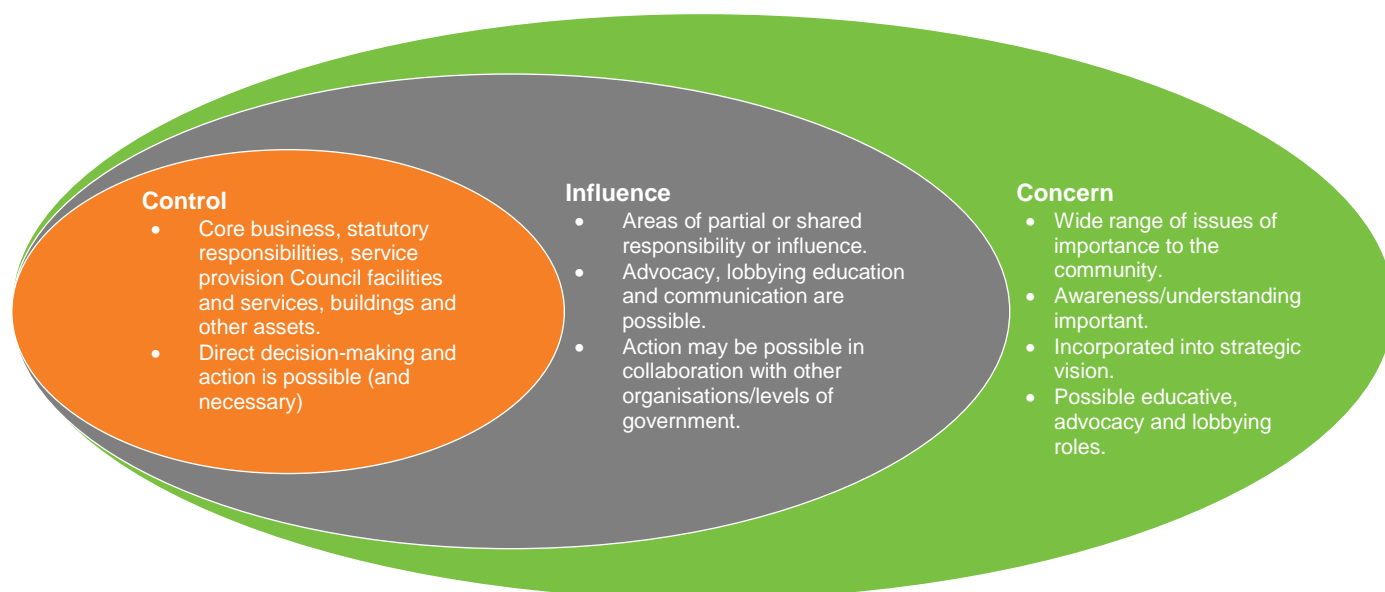 Control
• Core business, statutory
responsibilities, service
provision Council facilities
and services, buildings and
other assets.
• Direct decision-making and
action is possible (and
necessary)
Influence
• Areas of partial or shared
responsibility or influence.
• Advocacy, lobbying education
and communication are
possible.
• Action may be possible in
collaboration with other
organisations/levels of
government.
Concern
• Wide range of issues of
importance to the
community.
• Awareness/understanding
important.
• Incorporated into strategic
vision.
• Possible educative,
advocacy and lobbying
roles.